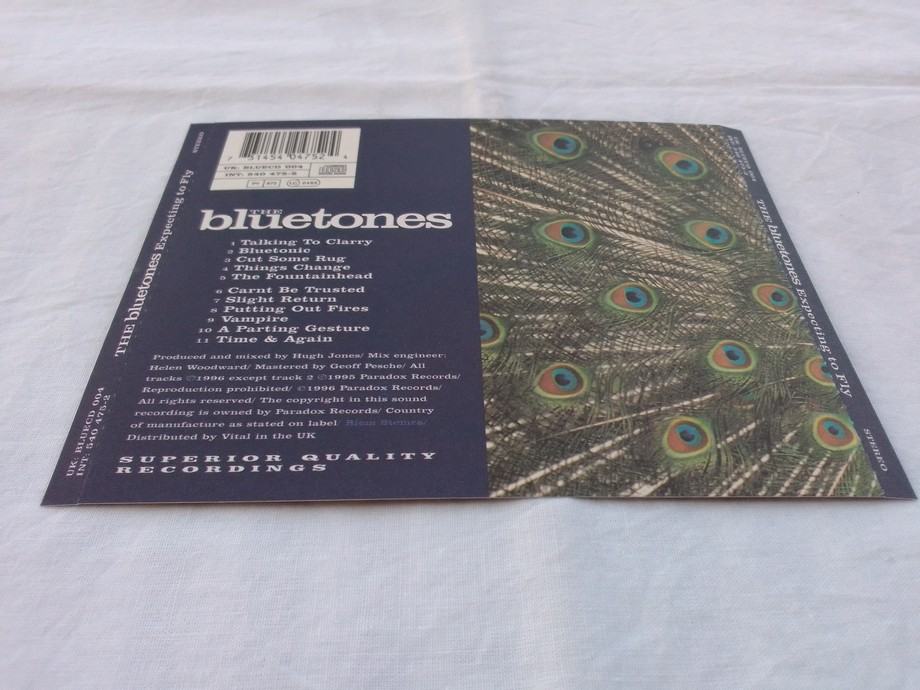 7 31454 04752 4
UK: BLUECD 004
INT: 540 475-2
THE
bluetones
1 Talking To Clarry
2 Bluetonic
3 Cut Some Rug
4 Things Change
5 The Fountainhead
6 Carnt Be Trusted
7 Slight Return
8 Putting Out Fires
9 Vampire
10 A Parting Gesture
11 Time & Again
Produced and mixed by Hugh Jones/ Mix engineer:
Helen Woodward/ Mastered by Geoff Pesche/ All
tracks ℗1996 except track 2 ℗1995 Paradox Records/
Reproduction prohibited/ ©1996 Paradox Records/
All rights reserved/ The copyright in this sound
recording is owned by Paradox Records/ Country
of manufacture as stated on label
Distributed by Vital in the UK
SUPERIOR QUALITY
RECORDINGS
STEREO
THE bluetones Expecting to Fly
UK: BLUECD 004
INT: 540 475-2
THE bluetones Expecting to Fly
STEREO